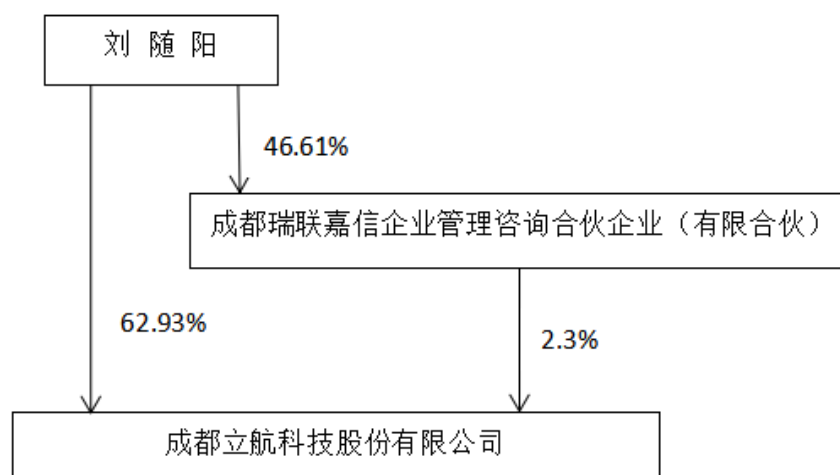 刘 随 阳
46.61%
成都瑞联嘉信企业管理咨询合伙企业（有限合伙）
62.93%
2.3%
成都立航科技股份有限公司